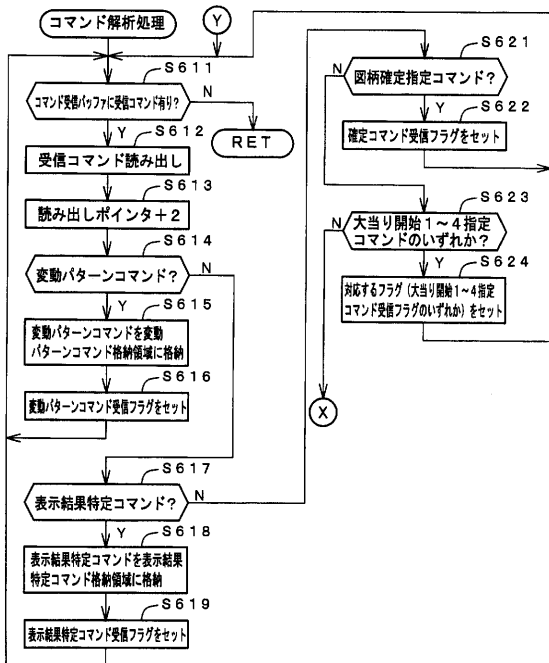 コマンド解析処理
Y
S611
コマンド受信バッファに受信コマンド有り?
N
RET
Y
S612
受信コマンド読み出し
S613
読み出しポインタ+2
S614
変動パターンコマンド?
N
Y
S615
変動パターンコマンドを変動
パターンコマンド格納領域に格納
S616
変動パターンコマンド受信フラグをセット
S617
表示結果特定コマンド?
N
Y
S618
表示結果特定コマンドを表示結果
特定コマンド格納領域に格納
S619
表示結果特定コマンド受信フラグをセット
S621
N
図柄確定指定コマンド?
Y
S622
確定コマンド受信フラグをセット
S623
N
大当り開始1~4指定
コマンドのいずれか?
Y
S624
対応するフラグ(大当り開始1~4指定
コマンド受信フラグのいずれか)をセット
X